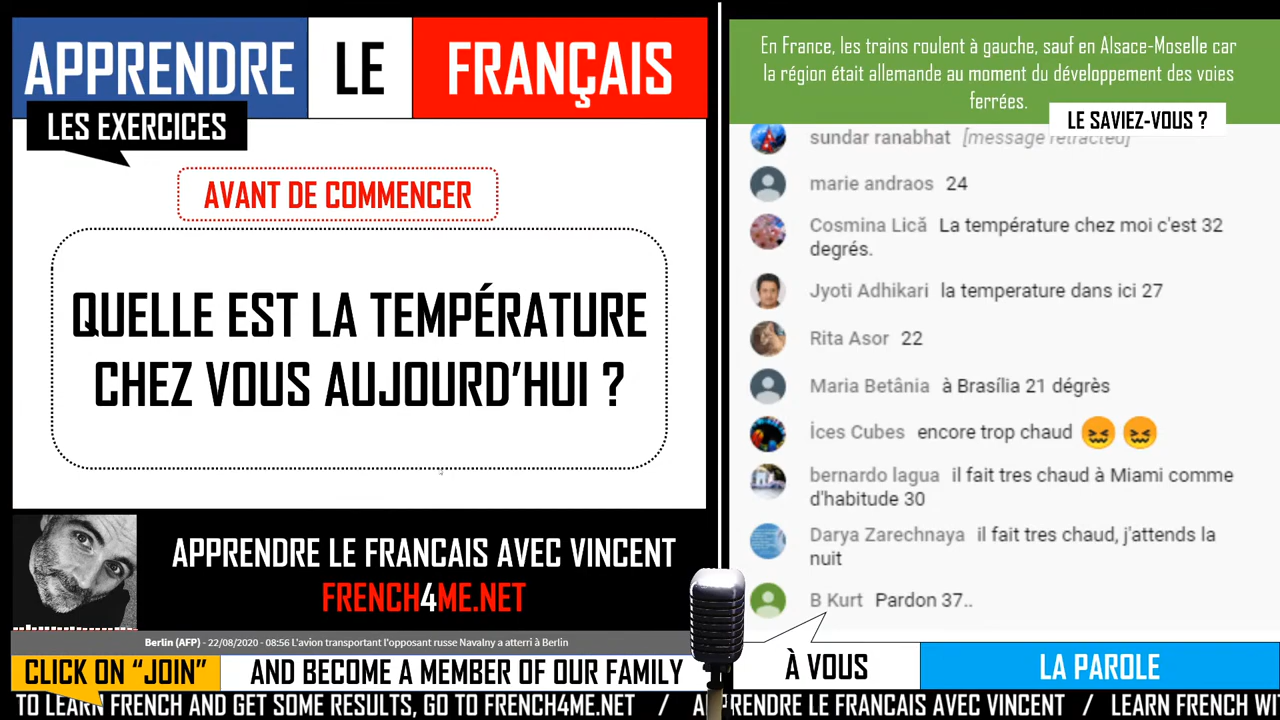 APPRENDRE LE FRANÇAIS
LES EXERCICES
AVANT DE COMMENCER
QUELLE EST LA TEMPÉRATURE
CHEZ VOUS AUJOURD’HUI ?
APPRENDRE LE FRANCAIS AVEC VINCENT
FRENCH4ME.NET
Berlin (AFP) - 22/08/2020 - 08:56 L'avion transportant l'opposant russe Navalny a atterri à Berlin
CLICK ON “JOIN” AND BECOME A MEMBER OF OUR FAMILY
En France, les trains roulent à gauche, sauf en Alsace-Moselle car
la région était allemande au moment du développement des voies
ferrées.
LE SAVIEZ-VOUS ?
sundar ranabhat [message retracted]
marie andraos 24
Cosmina Lică La température chez moi c'est 32
degrés.
Jyoti Adhikari la temperature dans ici 27
Rita Asor 22
Maria Betânia à Brasília 21 dégrès
İces Cubes encore trop chaud
bernardo lagua il fait tres chaud à Miami comme
d'habitude 30
Darya Zarechnaya il fait tres chaud, j'attends la
nuit
B Kurt Pardon 37..
À VOUS LA PAROLE
TO LEARN FRENCH AND GET SOME RESULTS, GO TO FRENCH4ME.NET / APPRENDRE LE FRANCAIS AVEC VINCENT / LEARN FRENCH WI